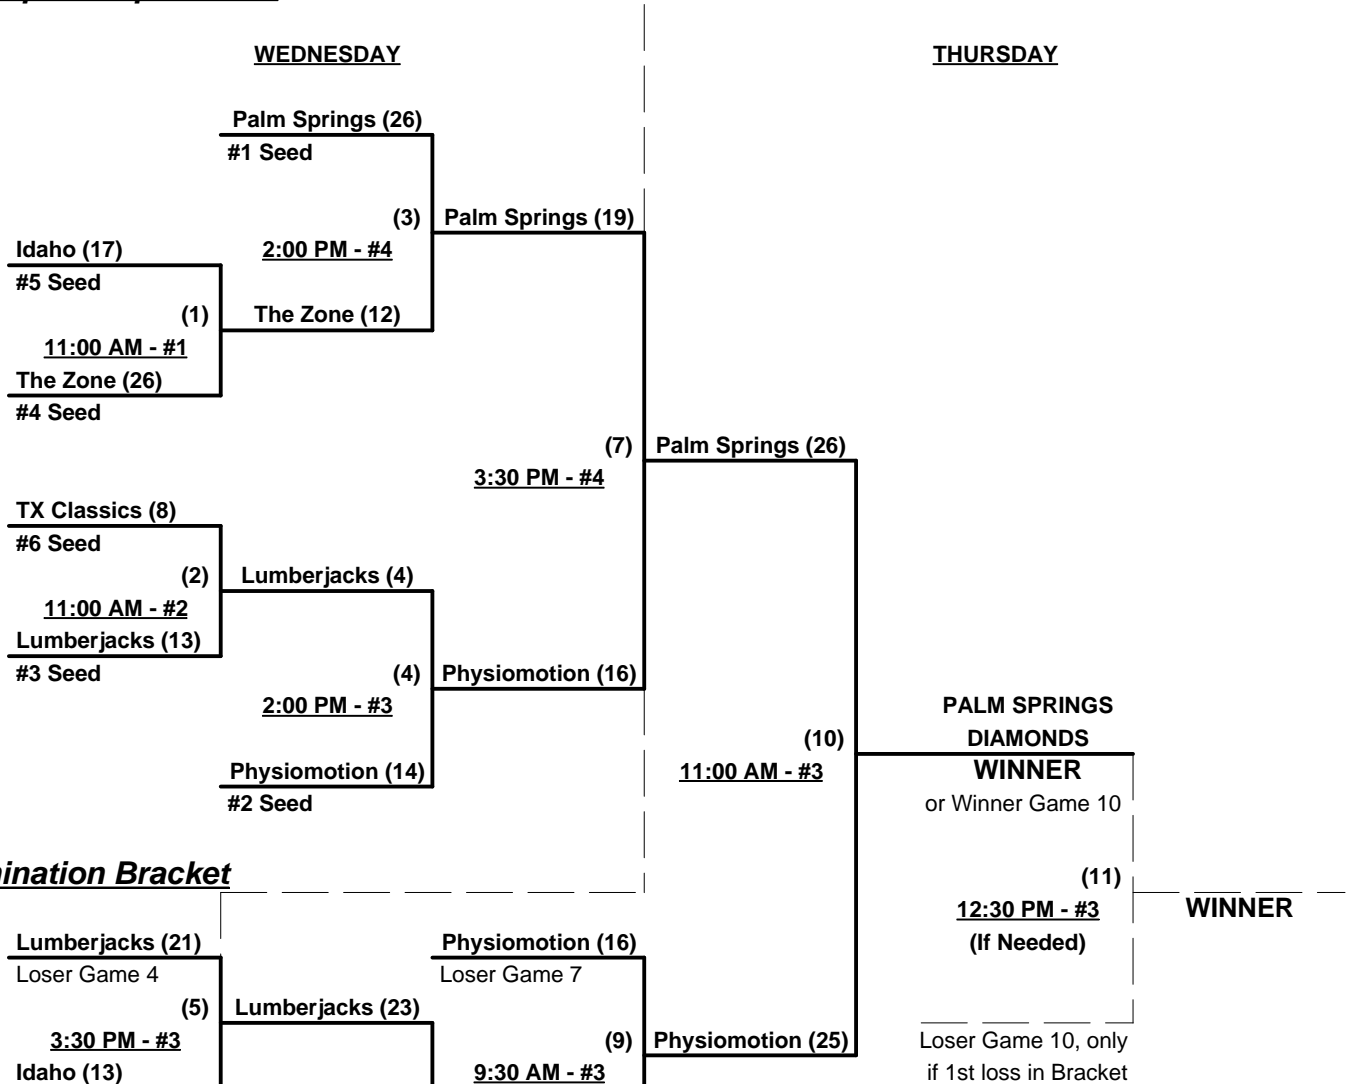 WEDNESDAY
THURSDAY
Palm Springs (26)
#1 Seed
(3)
Palm Springs (19)
Idaho (17)
2:00 PM - #4
#5 Seed
(1)
The Zone (12)
11:00 AM - #1
The Zone (26)
#4 Seed
(7)
Palm Springs (26)
3:30 PM - #4
TX Classics (8)
#6 Seed
(2)
Lumberjacks (4)
11:00 AM - #2
Lumberjacks (13)
#3 Seed
(4)
Physiomotion (16)
2:00 PM - #3
PALM SPRINGS
DIAMONDS
(10)
WINNER
11:00 AM - #3
Physiomotion (14)
#2 Seed
or Winner Game 10
ination Bracket
(11)
12:30 PM - #3
WINNER
(If Needed)
Lumberjacks (21)
Physiomotion (16)
Loser Game 4
Loser Game 7
(5)
Lumberjacks (23)
3:30 PM - #3
(9)
Physiomotion (25)
Loser Game 10, only
Idaho (13)
9:30 AM - #3
if 1st loss in Bracket